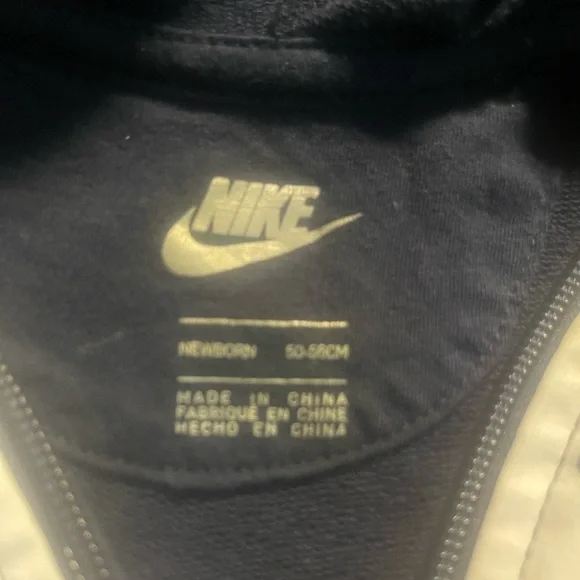 NIKE
NEWBORN 50-56CM
MADE IN CHINA
FABRIQUÉ EN CHINE
HECHO EN CHINA